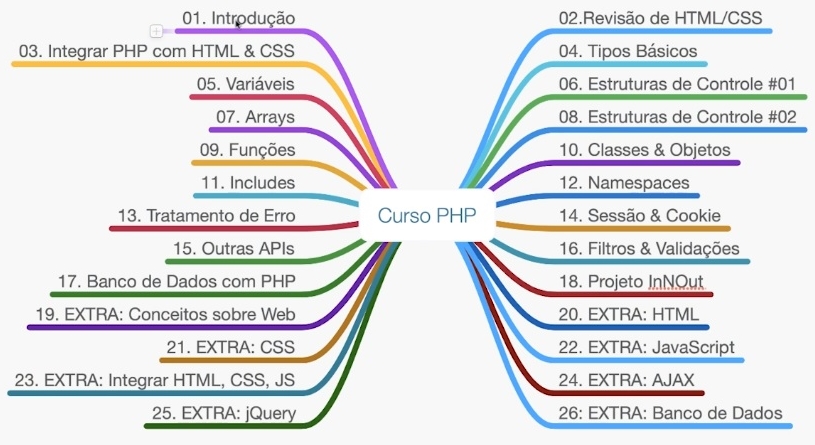 01. Introdução
02.Revisão de HTML/CSS
03. Integrar PHP com HTML & CSS
04. Tipos Básicos
05. Variáveis
06. Estruturas de Controle #01
07. Arrays
08. Estruturas de Controle #02
09. Funções
10. Classes & Objetos
11. Includes
12. Namespaces
Curso PHP
13. Tratamento de Erro
14. Sessão & Cookie
15. Outras APIs
16. Filtros & Validações
17. Banco de Dados com PHP
18. Projeto InNOut
19. EXTRA: Conceitos sobre Web
20. EXTRA: HTML
21. EXTRA: CSS
22. EXTRA: JavaScript
23. EXTRA: Integrar HTML, CSS, JS
24. EXTRA: AJAX
25. EXTRA: jQuery
26: EXTRA: Banco de Dados